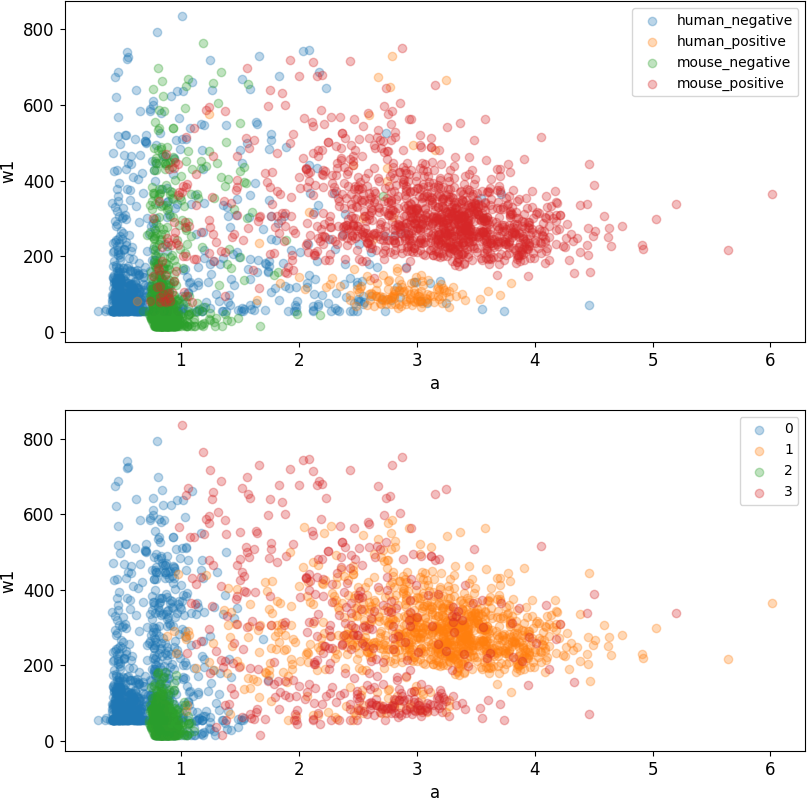 800
600
400
200
0
w1
1 2 3 4 5 6
a
human_negative
human_positive
mouse_negative
mouse_positive
800
600
400
200
0
w1
1 2 3 4 5 6
a
0
1
2
3